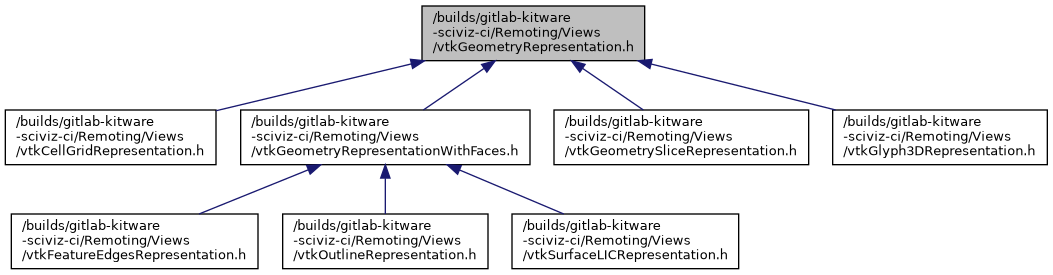 /builds/gitlab-kitware
-sciviz-ci/Remoting/Views
/vtkGeometryRepresentation.h
/builds/gitlab-kitware
-sciviz-ci/Remoting/Views
/vtkCellGridRepresentation.h
/builds/gitlab-kitware
-sciviz-ci/Remoting/Views
/vtkGeometryRepresentationWithFaces.h
/builds/gitlab-kitware
-sciviz-ci/Remoting/Views
/vtkGeometrySliceRepresentation.h
/builds/gitlab-kitware
-sciviz-ci/Remoting/Views
/vtkGlyph3DRepresentation.h
/builds/gitlab-kitware
-sciviz-ci/Remoting/Views
/vtkFeatureEdgesRepresentation.h
/builds/gitlab-kitware
-sciviz-ci/Remoting/Views
/vtkOutlineRepresentation.h
/builds/gitlab-kitware
-sciviz-ci/Remoting/Views
/vtkSurfaceLICRepresentation.h